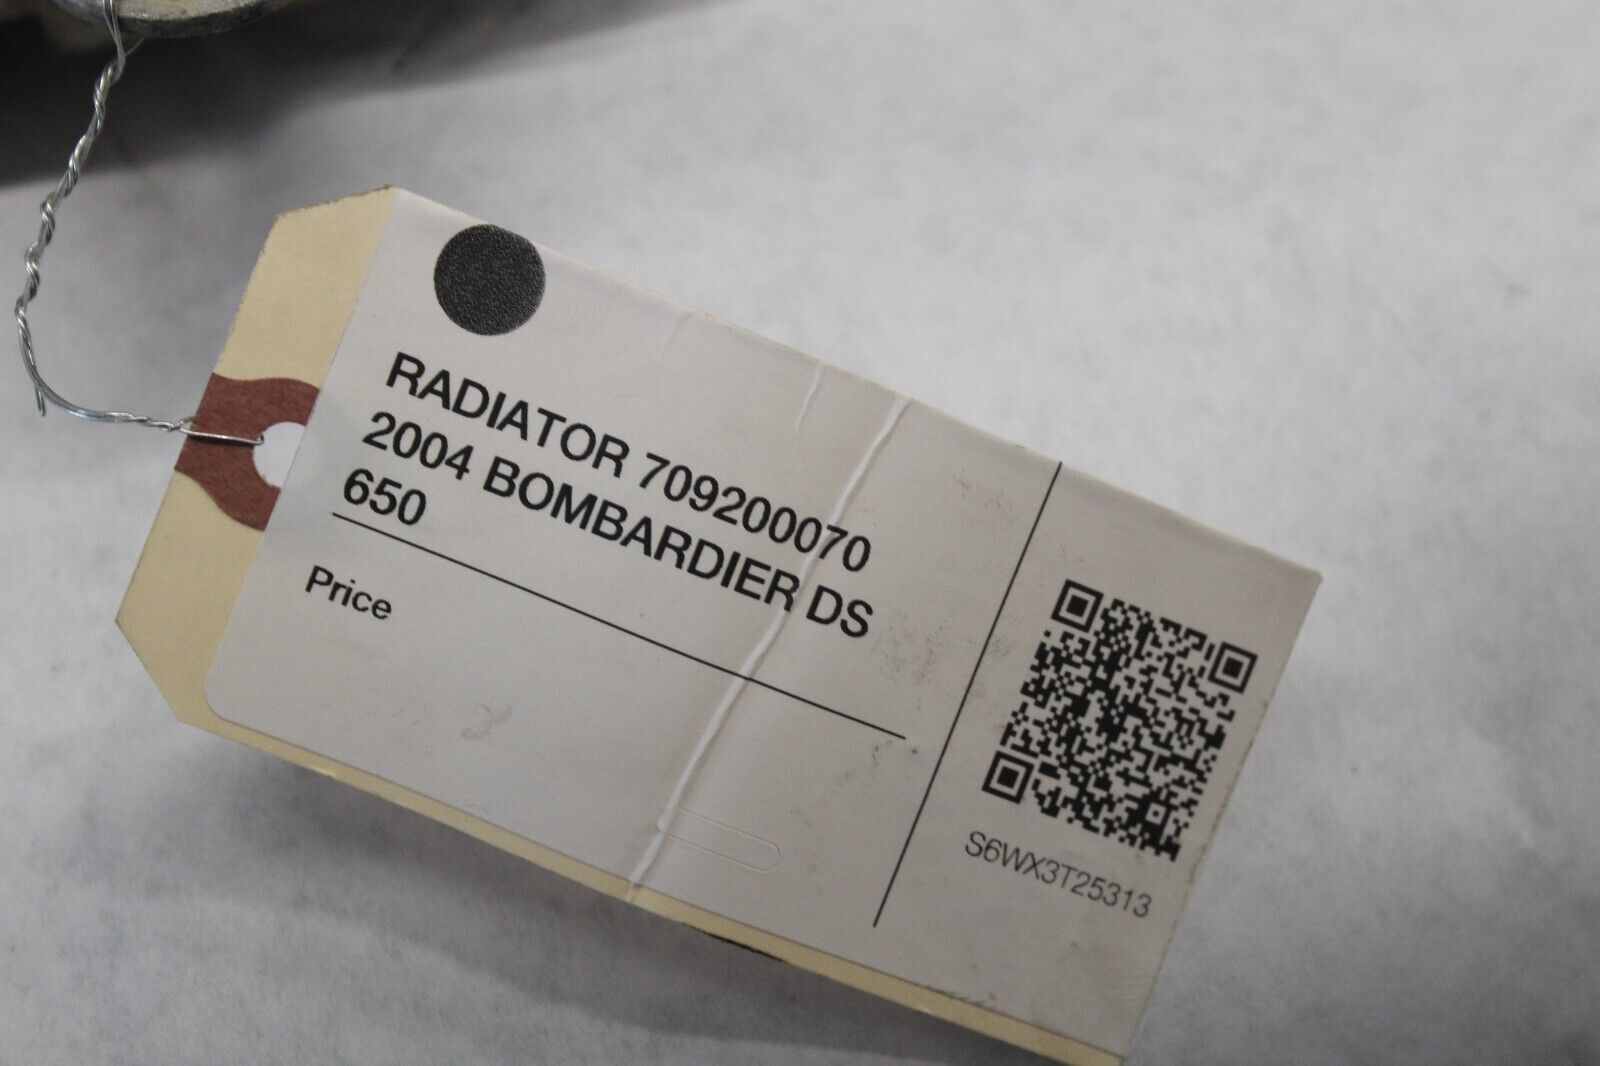 RADIATOR 709200070
2004 BOMBARDIER DS
650
Price
S6WX3T25313